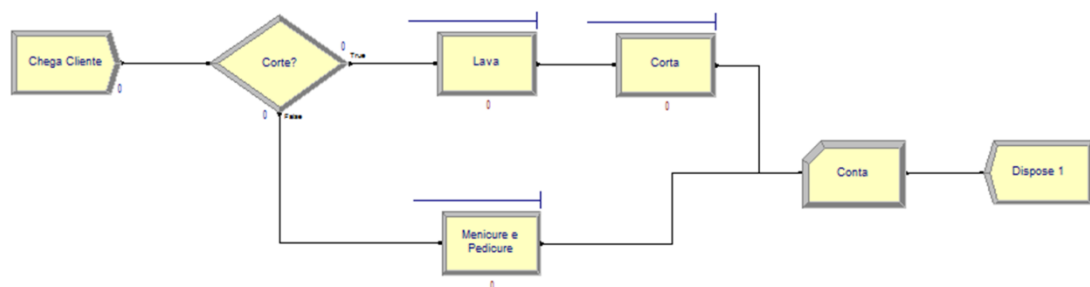 Chega Cliente
0
Corte?
0
True
0
False
Lava
0
Corta
0
Menicure e
Pedicure
0
Conta
Dispose 1